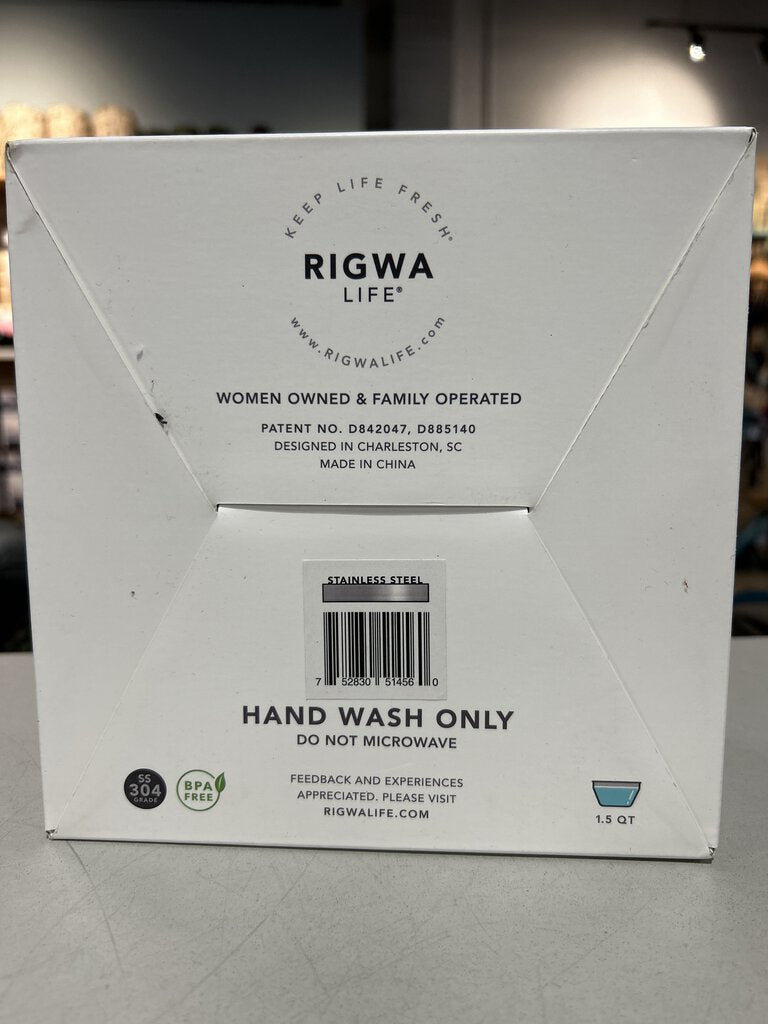 KEEP LIFE FRESH®
RIGWA
LIFE®
www.RIGWALIFE.com
WOMEN OWNED & FAMILY OPERATED
PATENT NO. D842047, D885140
DESIGNED IN CHARLESTON, SC
MADE IN CHINA
STAINLESS STEEL
7 52830 51456 0
HAND WASH ONLY
DO NOT MICROWAVE
SS
304
GRADE
BPA
FREE
FEEDBACK AND EXPERIENCES
APPRECIATED. PLEASE VISIT
RIGWALIFE.COM
1.5 QT